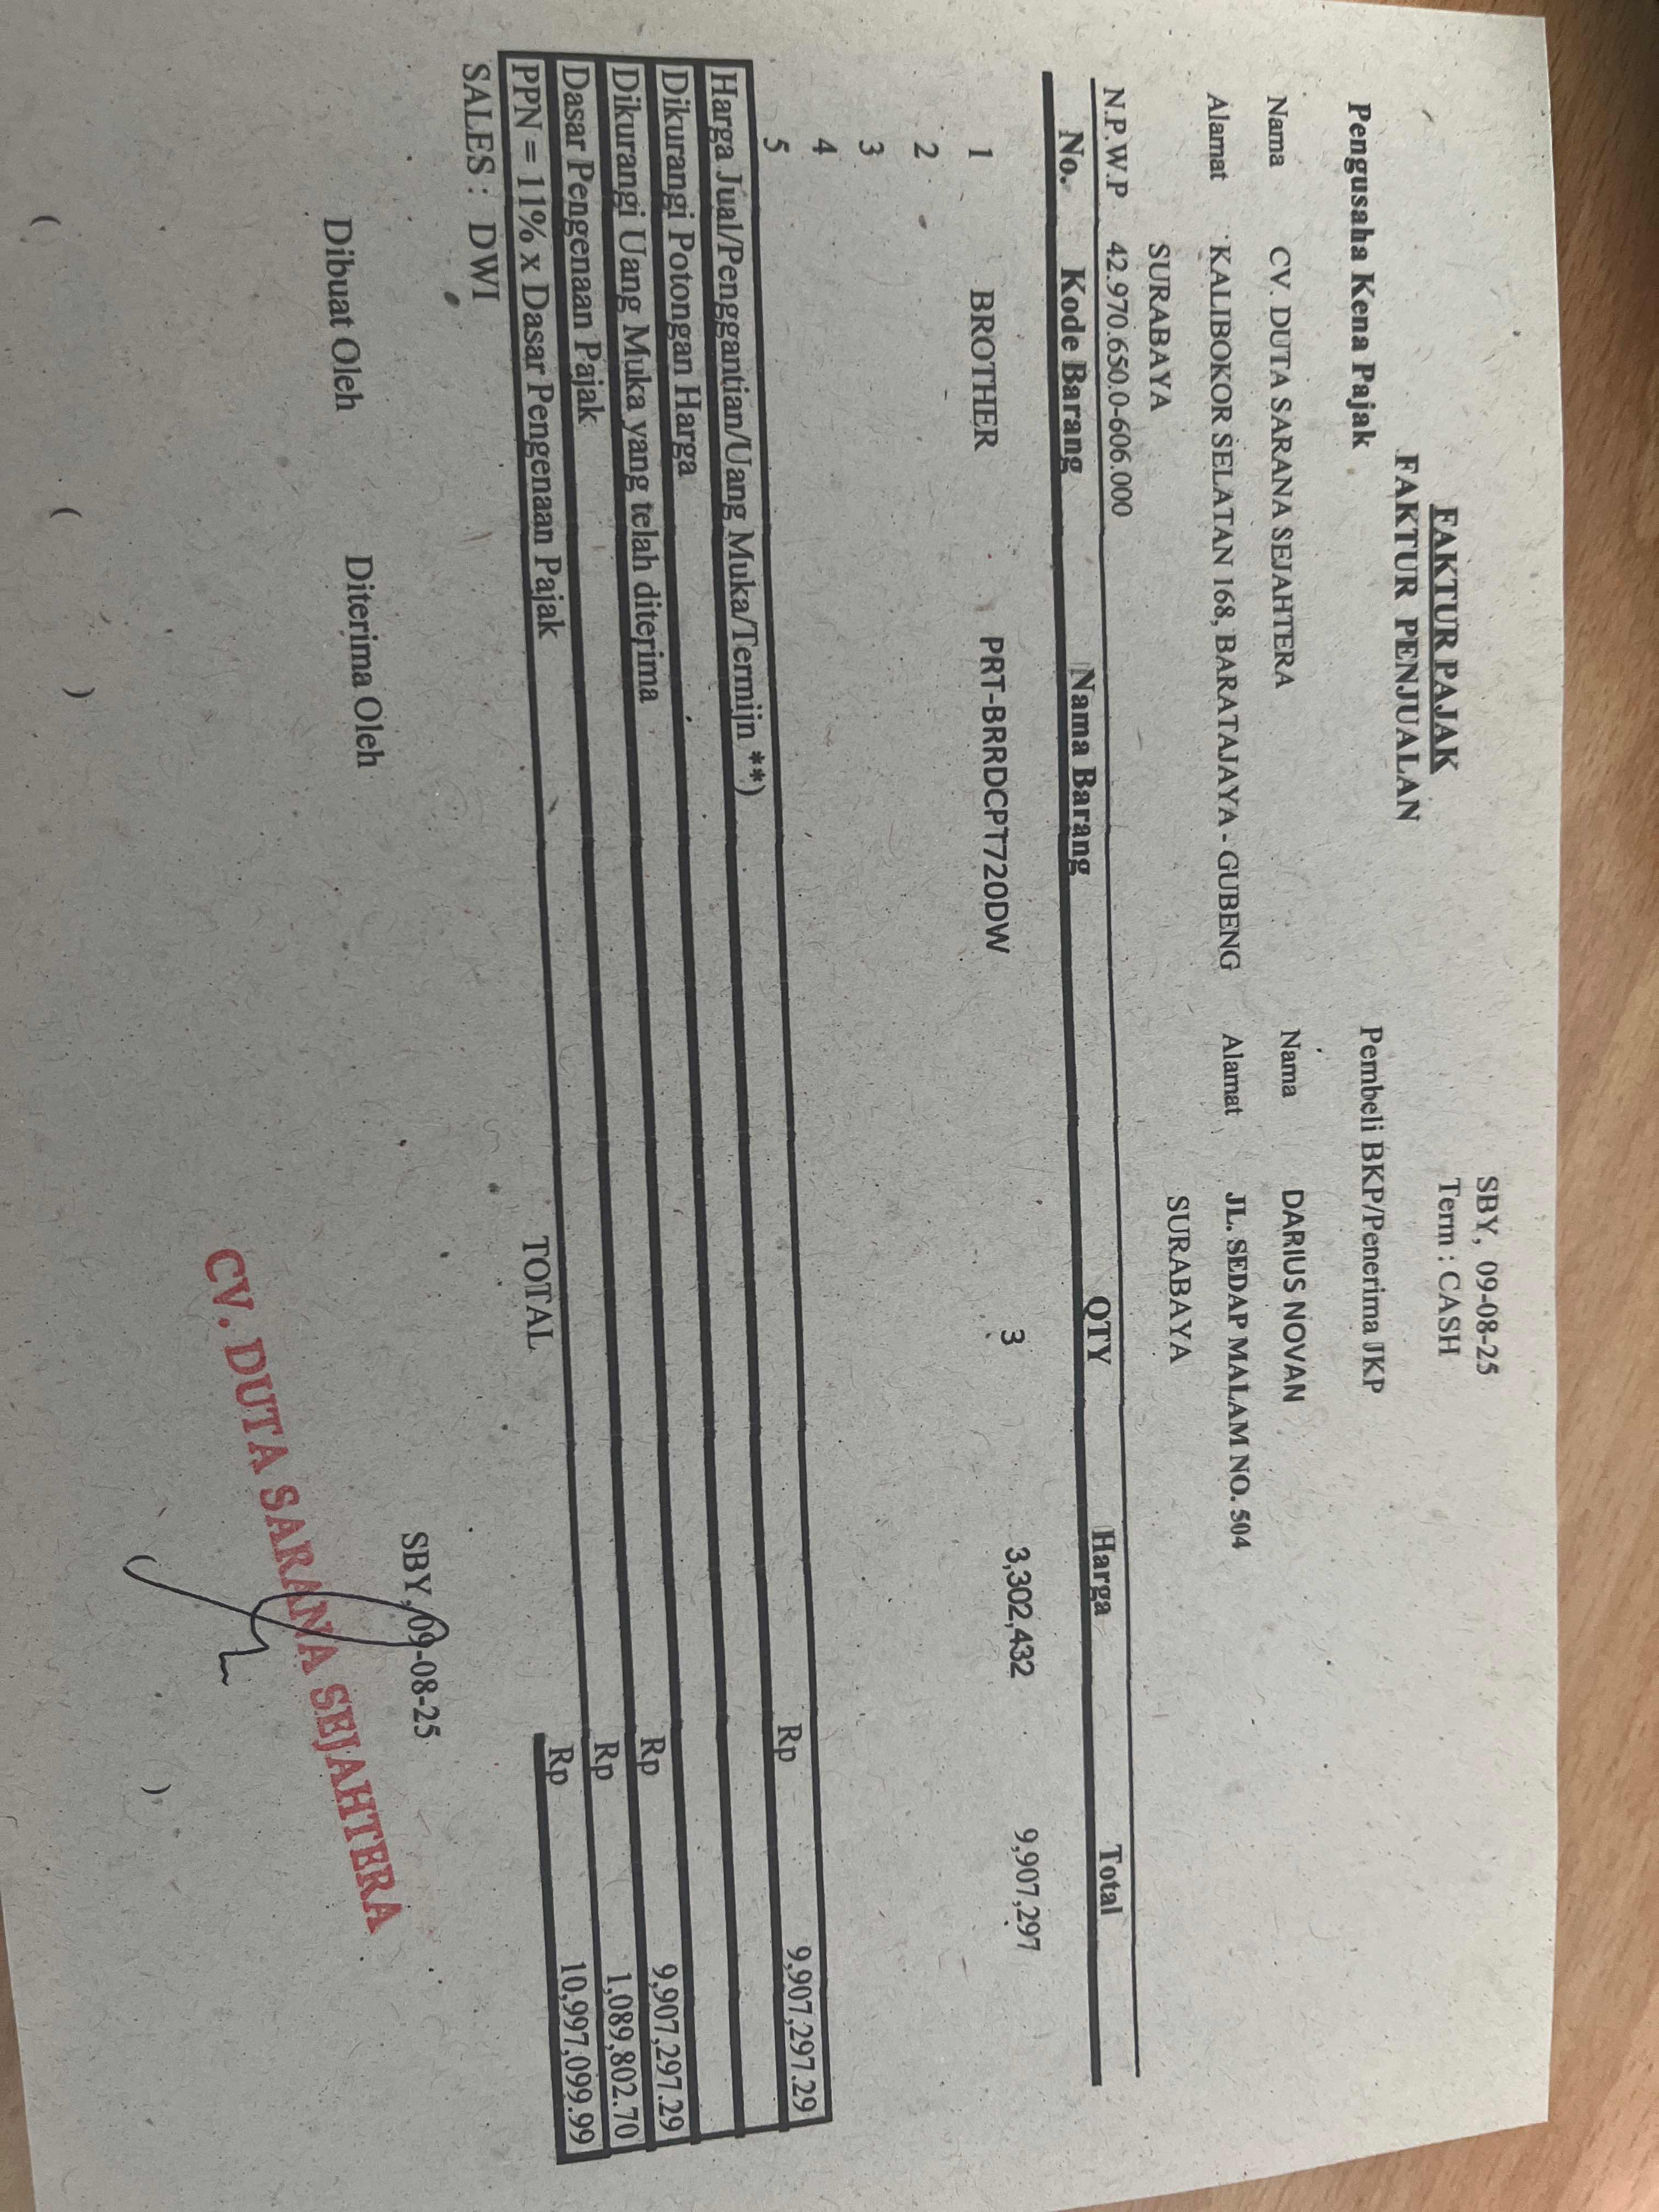 SBY, 09-08-25
FAKTUR PAJAK Term : CASH
FAKTUR PENJUALAN
Pengusaha Kena Pajak Pembeli BKP/Penerima JKP
Nama CV. DUTA SARANA SEJAHTERA Nama DARIUS NOVAN
Alamat KALIBOKOR SELATAN 168, BARATAJAYA - GUBENG Alamat JL. SEDAP MALAM NO. 504
SURABAYA SURABAYA
N.P.W.P 42.970.650.0-606.000
No. Kode Barang Nama Barang QTY Harga Total
1 BROTHER PRT-BRRDCPT720DW 3 3,302,432 9,907,297
2
3
4
5
Harga Jual/Penggantian/Uang Muka/Termijn **) Rp 9,907,297.29
Dikurangi Potongan Harga
Dikurangi Uang Muka yang telah diterima
Dasar Pengenaan Pajak Rp 9,907,297.29
PPN = 11% x Dasar Pengenaan Pajak Rp 1,089,802.70
SALES : DWI TOTAL Rp 10,997,099.99
SBY, 09-08-25
Dibuat Oleh Diterima Oleh
CV. DUTA SARANA SEJAHTERA
( ( ) )